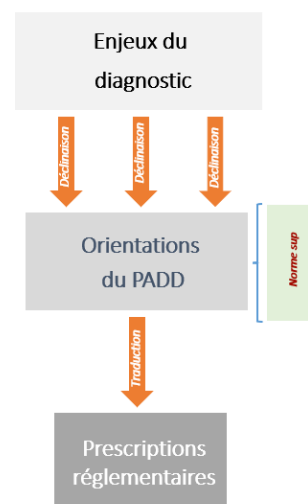 Enjeux du
diagnostic
Déclinaison
Déclinaison
Déclinaison
Orientations
du PADD
Norme sup
Traduction
Prescriptions
réglementaires